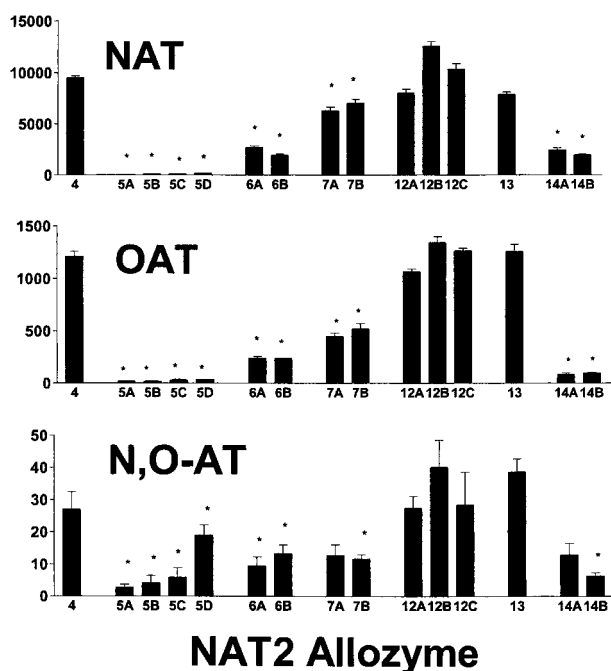 NAT
15000
10000
5000
0
* * * * * * * * * *
4 5A 5B 5C 5D 6A 6B 7A 7B 12A 12B 12C 13 14A 14B
OAT
1500
1000
500
0
* * * * * * * * * *
4 5A 5B 5C 5D 6A 6B 7A 7B 12A 12B 12C 13 14A 14B
N,O-AT
50
40
30
20
10
0
* * * * * * * *
4 5A 5B 5C 5D 6A 6B 7A 7B 12A 12B 12C 13 14A 14B
NAT2 Allozyme